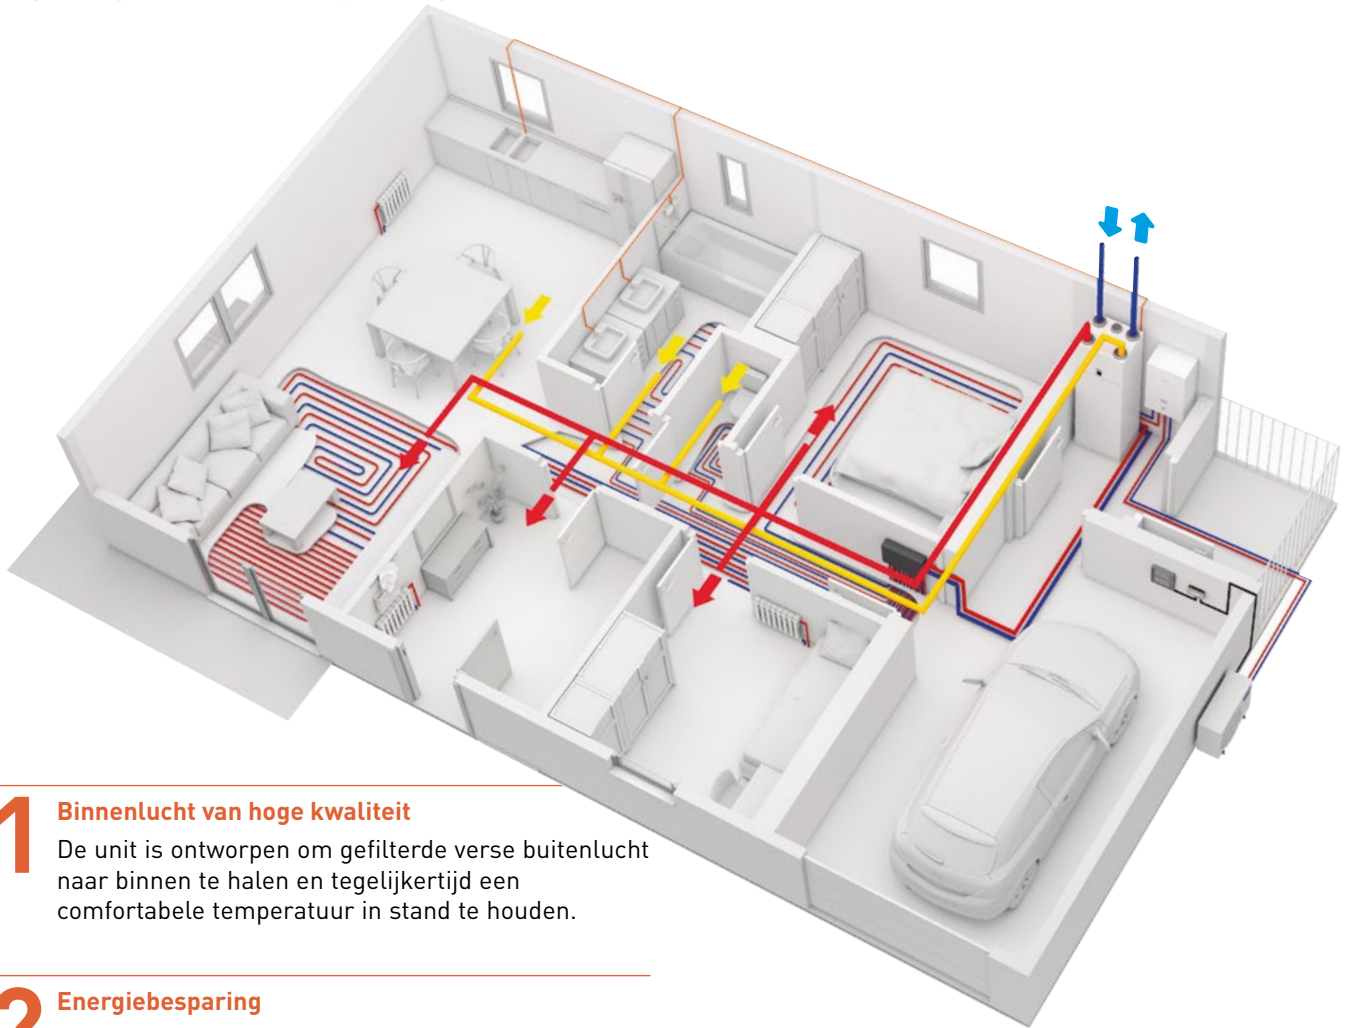 1
Binnenlucht van hoge kwaliteit
De unit is ontworpen om gefilterde verse buitenlucht
naar binnen te halen en tegelijkertijd een
comfortabele temperatuur in stand te houden.
2
Energiebesparing